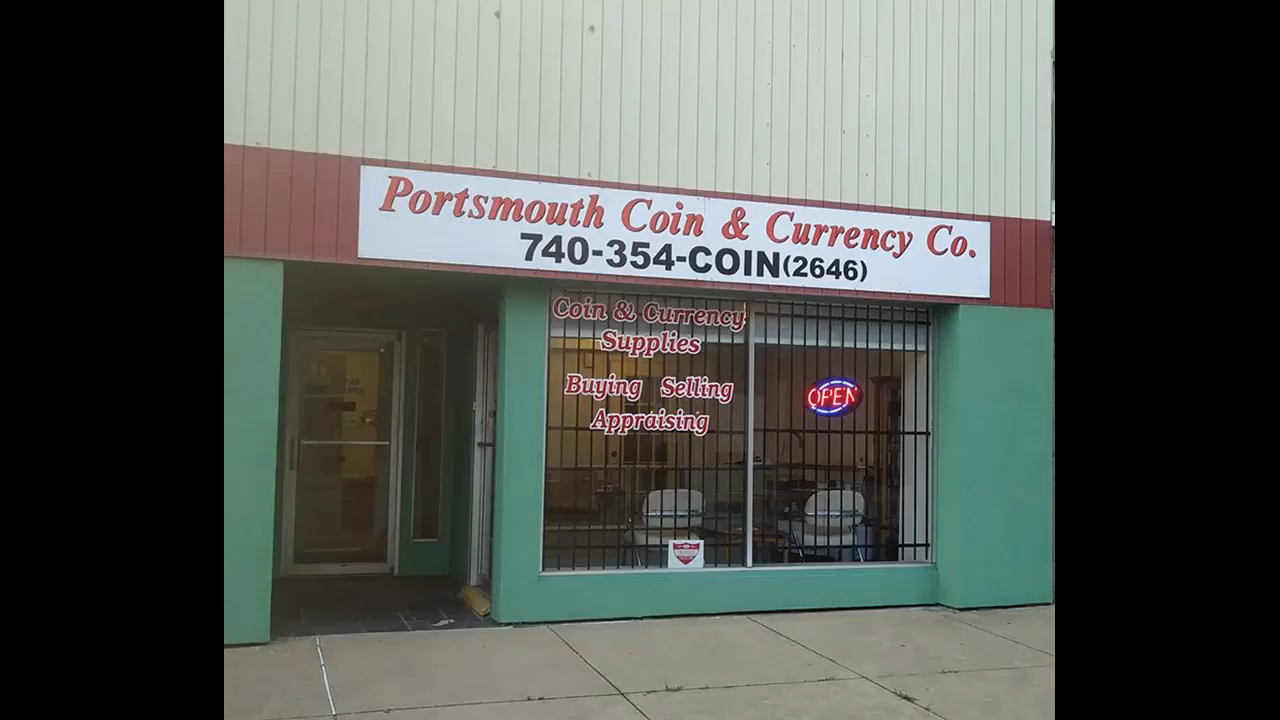 Portsmouth Coin & Currency Co.
740-354-COIN(2646)
Coin & Currency
Supplies
Buying Selling
Appraising
OPEN